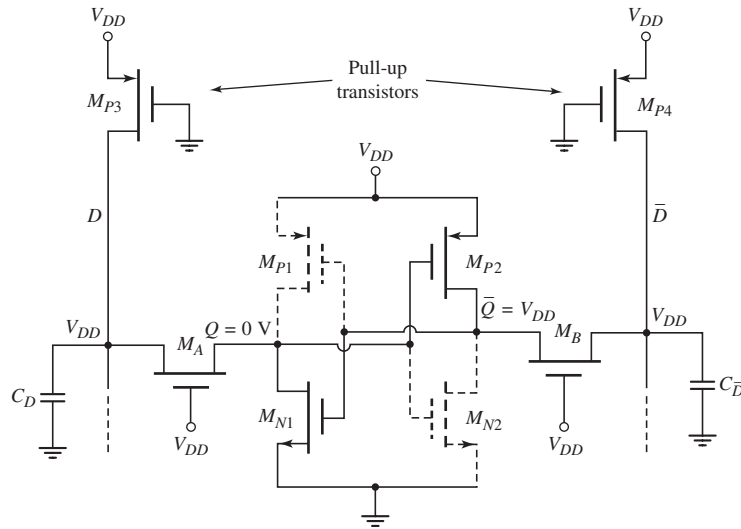 V_DD
V_DD
Pull-up
transistors
M_P3
M_P4
V_DD
D
D̅
M_P1
M_P2
Q̅ = V_DD
V_DD
Q = 0 V
M_A
M_B
V_DD
C_D
M_N1
M_N2
C_D̅
V_DD
V_DD